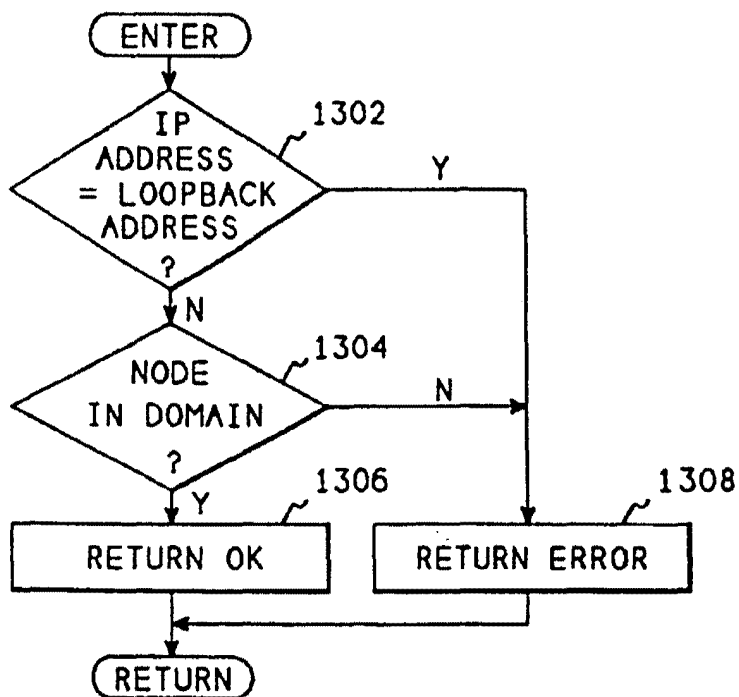 ENTER
1302
IP
ADDRESS
= LOOPBACK
ADDRESS
?
Y
N
1304
NODE
IN DOMAIN
?
N
Y
1306
RETURN OK
1308
RETURN ERROR
RETURN